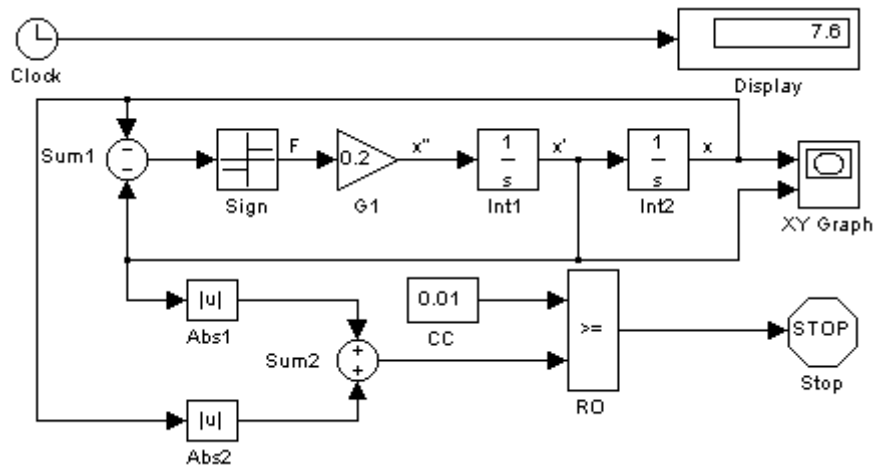 7.6
Clock
Display
Sum1
−
−
F
0.2
x''
1
s
x'
1
s
x
Sign
G1
Int1
Int2
XY Graph
|u|
Abs1
0.01
CC
>=
STOP
Sum2
+
+
Stop
RO
|u|
Abs2